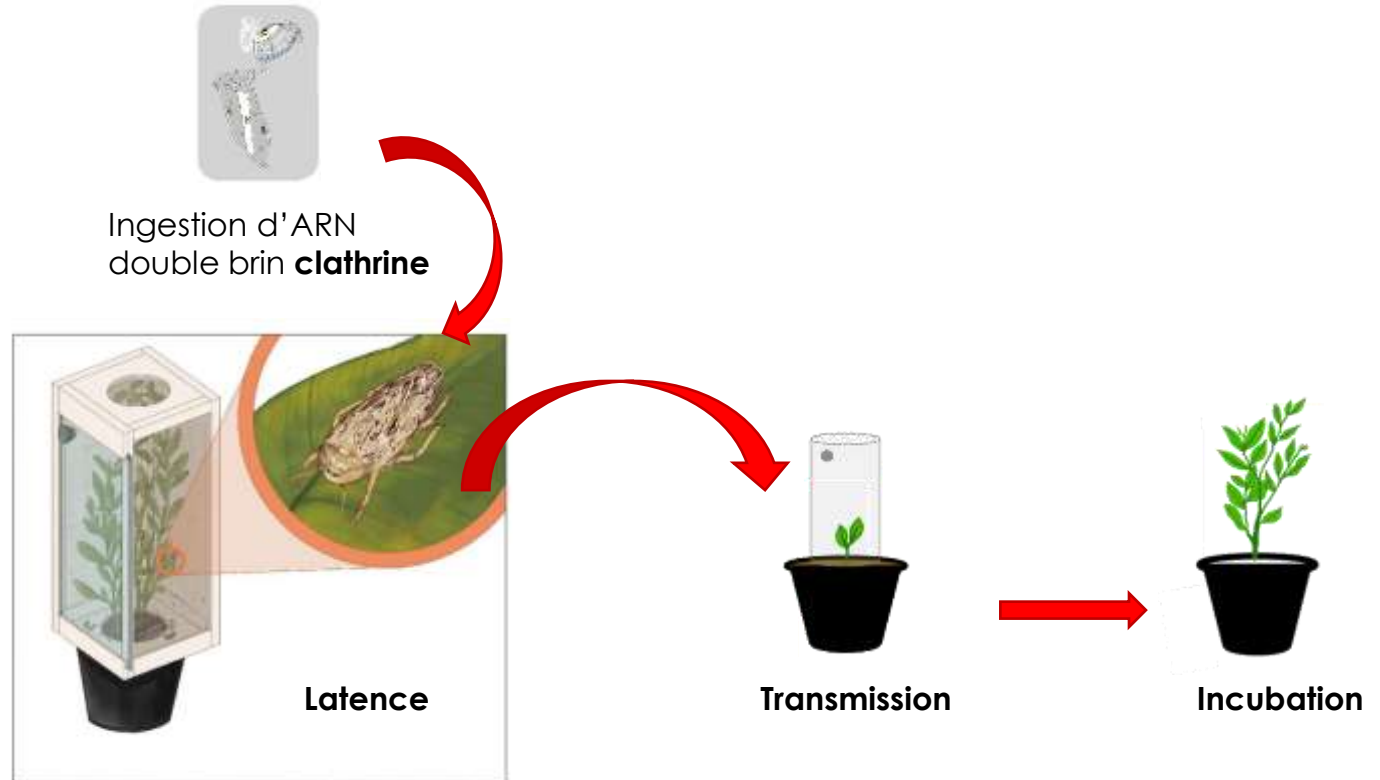 Ingestion d’ARN
double brin clathrine
Latence
Transmission
Incubation